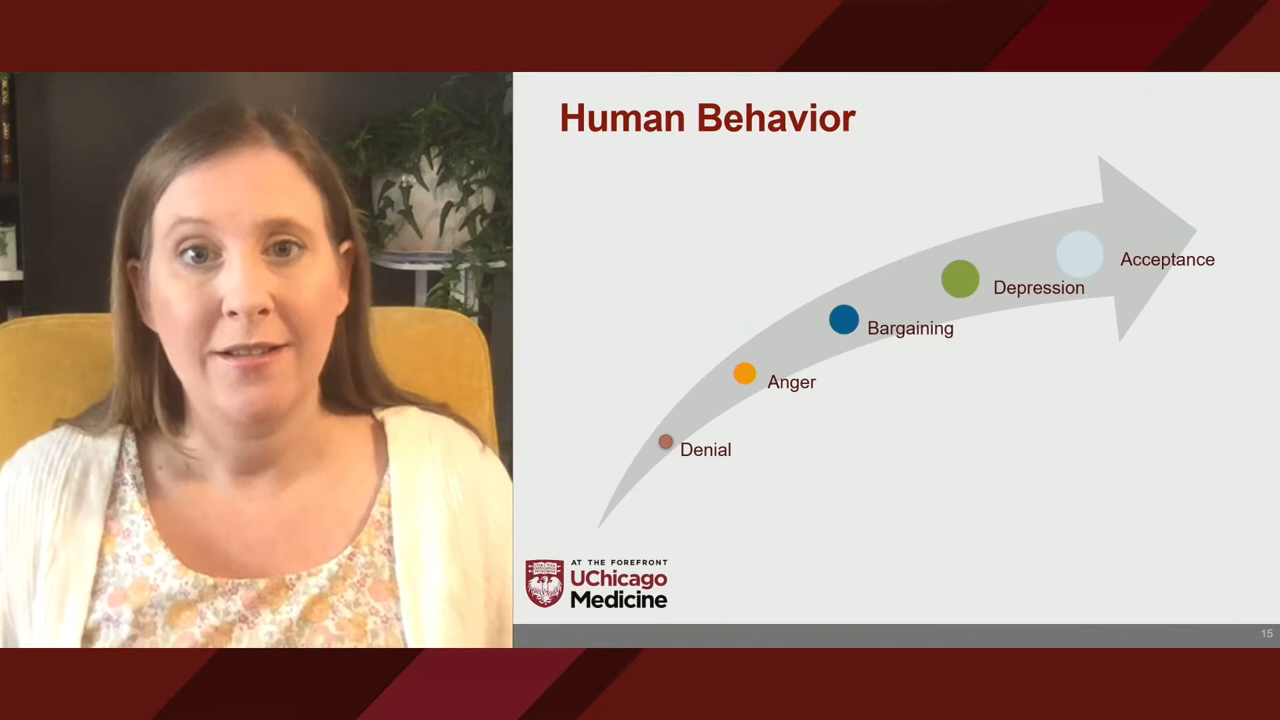 Human Behavior
Acceptance
Depression
Bargaining
Anger
Denial
AT THE FOREFRONT
UChicago
Medicine
15